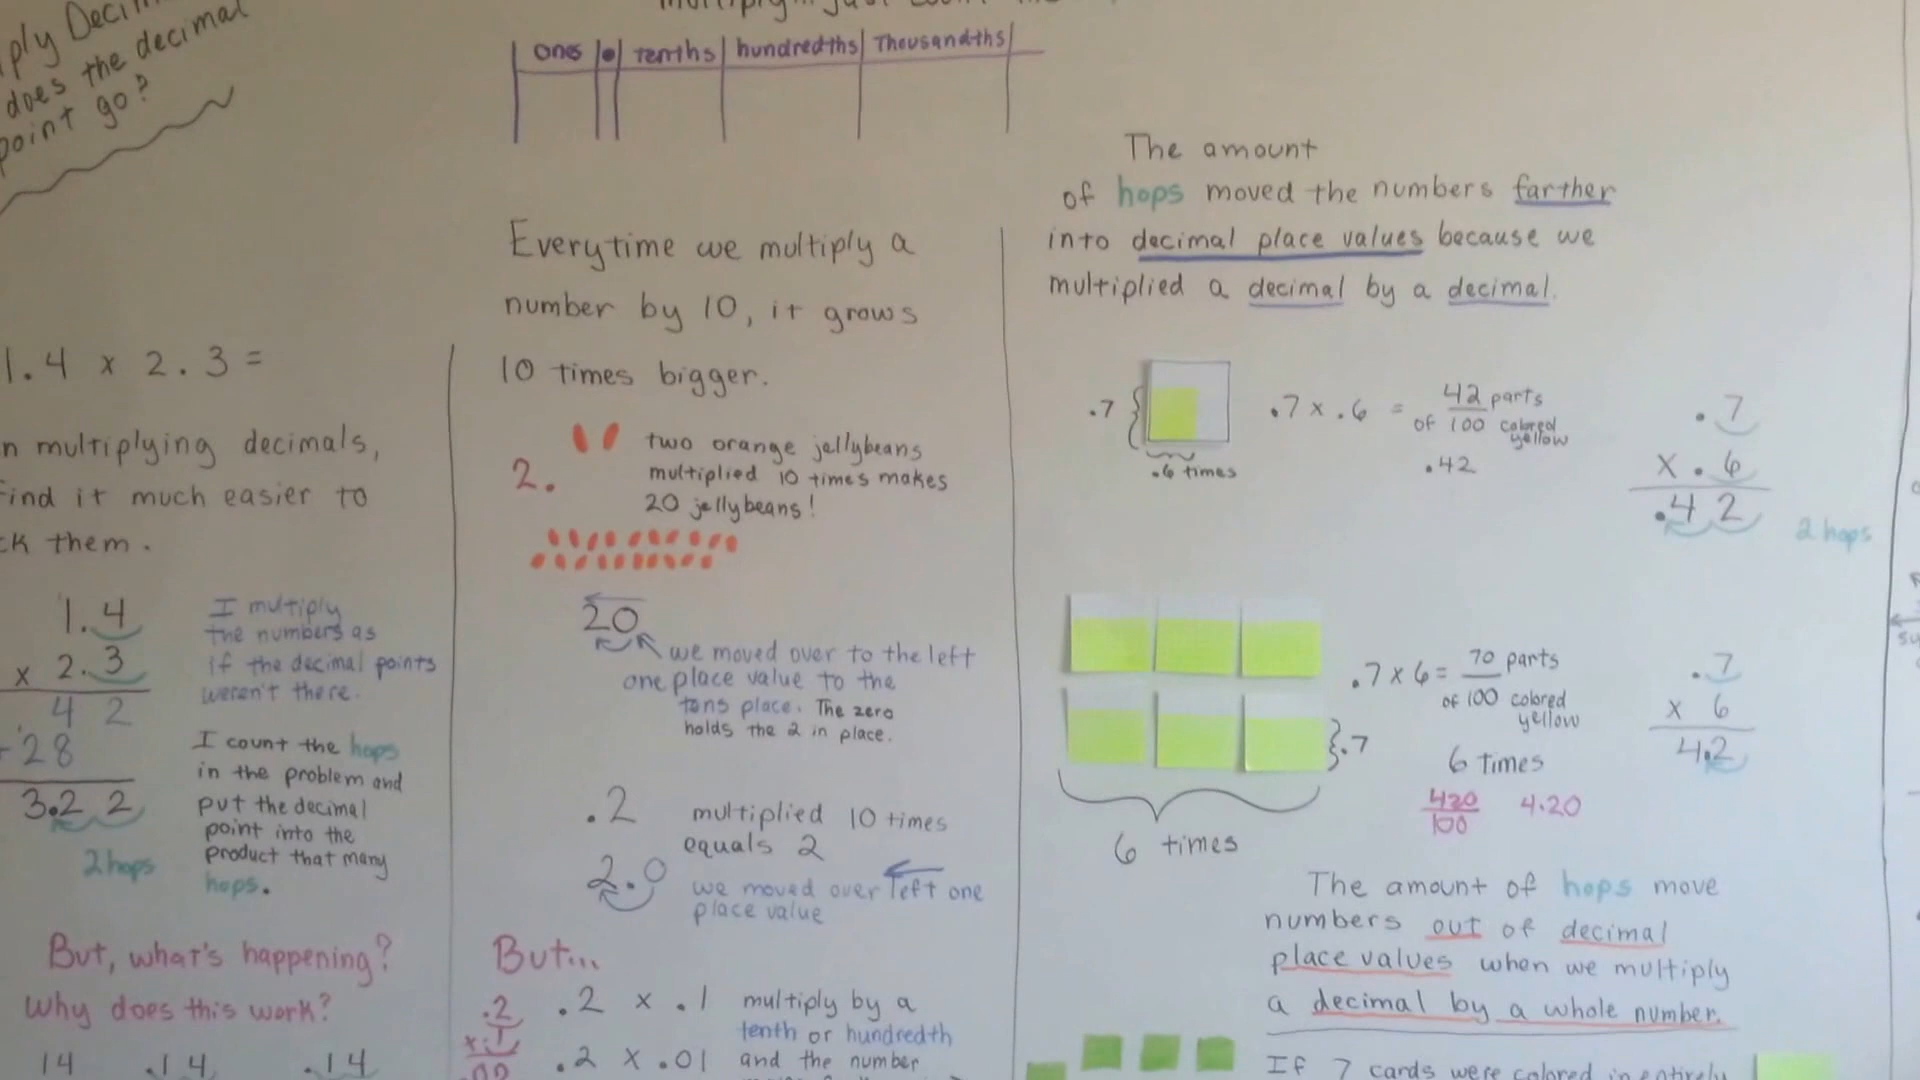 does the decimal
point go?
ones . tenths hundredths Thousandths
1.4 x 2.3 =
multiplying decimals,
find it much easier to
them.
1.4
x 2.3
4 2
28
3.2 2
2 hops
I multiply
the numbers as
if the decimal points
weren't there.
I count the hops
in the problem and
put the decimal
point into the
product that many
hops.
But, what's happening?
Why does this work?
14 .14 .14
Everytime we multiply a
number by 10, it grows
10 times bigger.
2.
two orange jellybeans
multiplied 10 times makes
20 jellybeans!
20
we moved over to the left
one place value to the
tens place. The zero
holds the 2 in place.
.2 multiplied 10 times
equals 2
2.0 we moved over left one
place value
But...
.2
x .1
.2 x .1 multiply by a
tenth or hundredth
.2 x .01 and the number
The amount
of hops moved the numbers farther
into decimal place values because we
multiplied a decimal by a decimal.
.7
.6 times
.7 x .6 = 42 parts
of 100 colored
yellow
.42
.7
x .6
.42
2 hops
.7
6 times
.7 x 6 = 70 parts
of 100 colored
yellow
6 times
420
100
4.20
.7
x 6
4.2
The amount of hops move
numbers out of decimal
place values when we multiply
a decimal by a whole number.
If 7 cards were colored in entirely